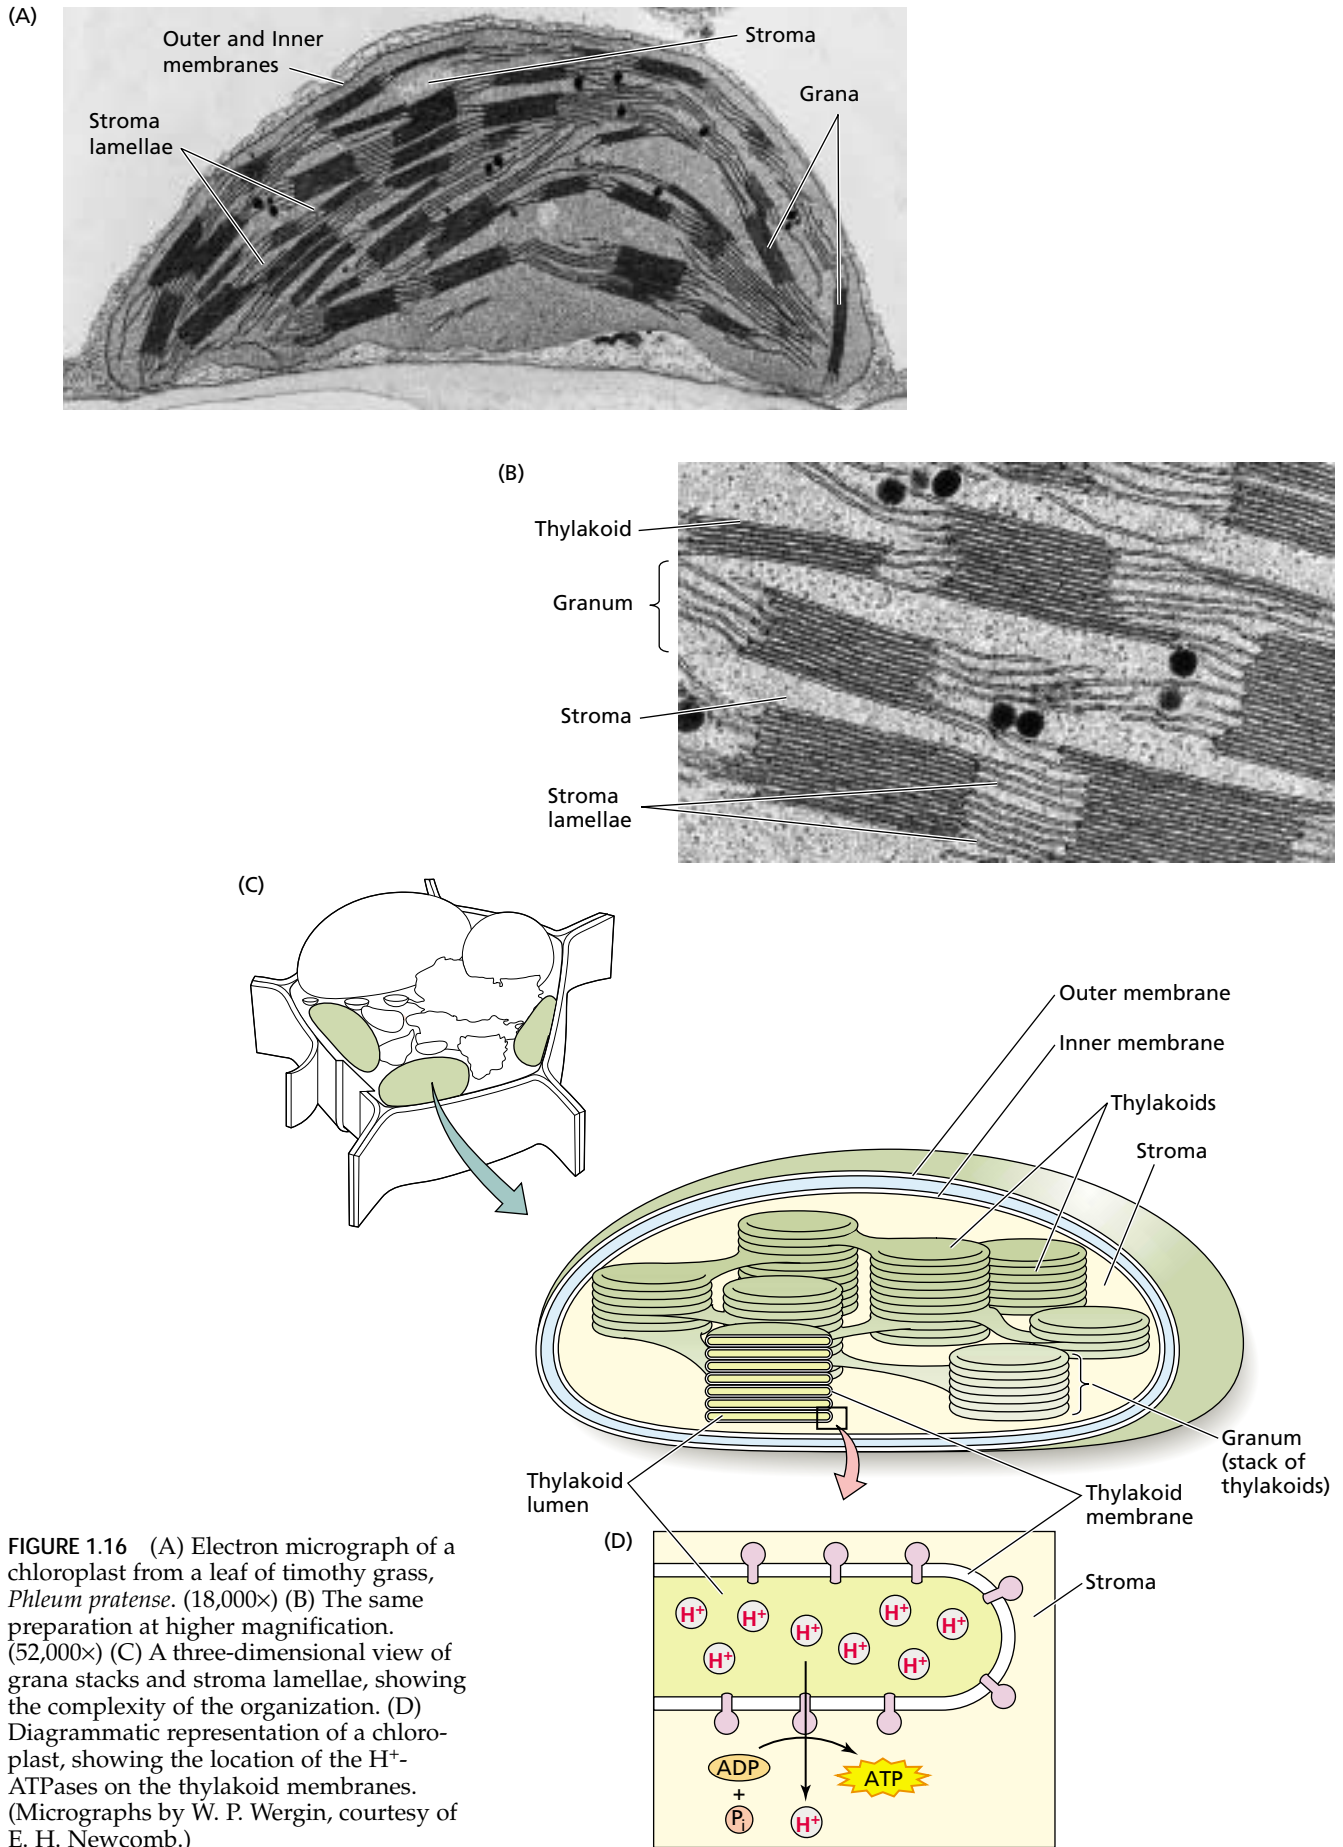 (A)
Outer and Inner
membranes
Stroma
Grana
Stroma
lamellae
(B)
Thylakoid
Granum
Stroma
Stroma
lamellae
(C)
Outer membrane
Inner membrane
Thylakoids
Stroma
Granum
(stack of
thylakoids)
Thylakoid
lumen
Thylakoid
membrane
(D)
Stroma
H+
H+
H+
H+
H+
H+
H+
H+
ADP
+
Pi
ATP
H+
FIGURE 1.16 (A) Electron micrograph of a
chloroplast from a leaf of timothy grass,
Phleum pratense. (18,000×) (B) The same
preparation at higher magnification.
(52,000×) (C) A three-dimensional view of
grana stacks and stroma lamellae, showing
the complexity of the organization. (D)
Diagrammatic representation of a chloro-
plast, showing the location of the H+-
ATPases on the thylakoid membranes.
(Micrographs by W. P. Wergin, courtesy of
E. H. Newcomb.)